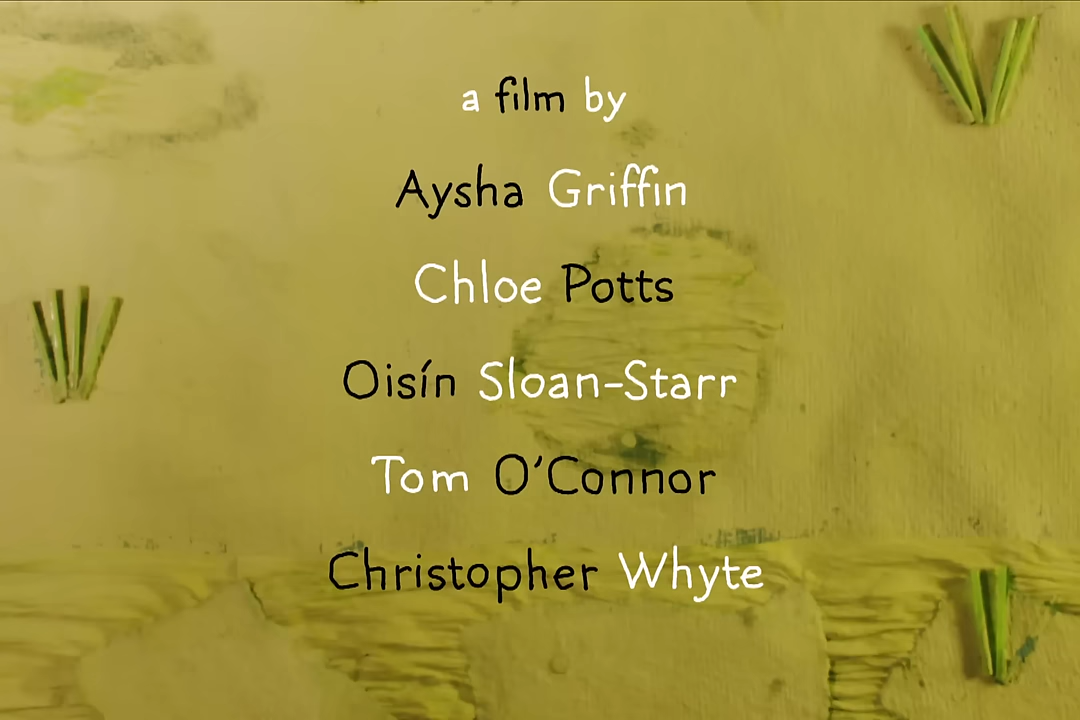 a film by
Aysha Griffin
Chloe Potts
Oisín Sloan-Starr
Tom O'Connor
Christopher Whyte